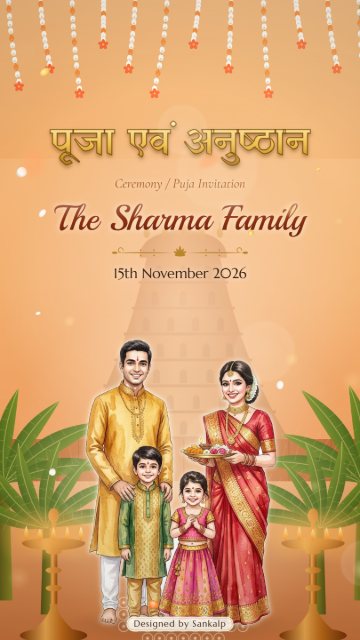 पूजा एवं अनुष्ठान
Ceremony / Puja Invitation
The Sharma Family
15th November 2026
Designed by Sankalp